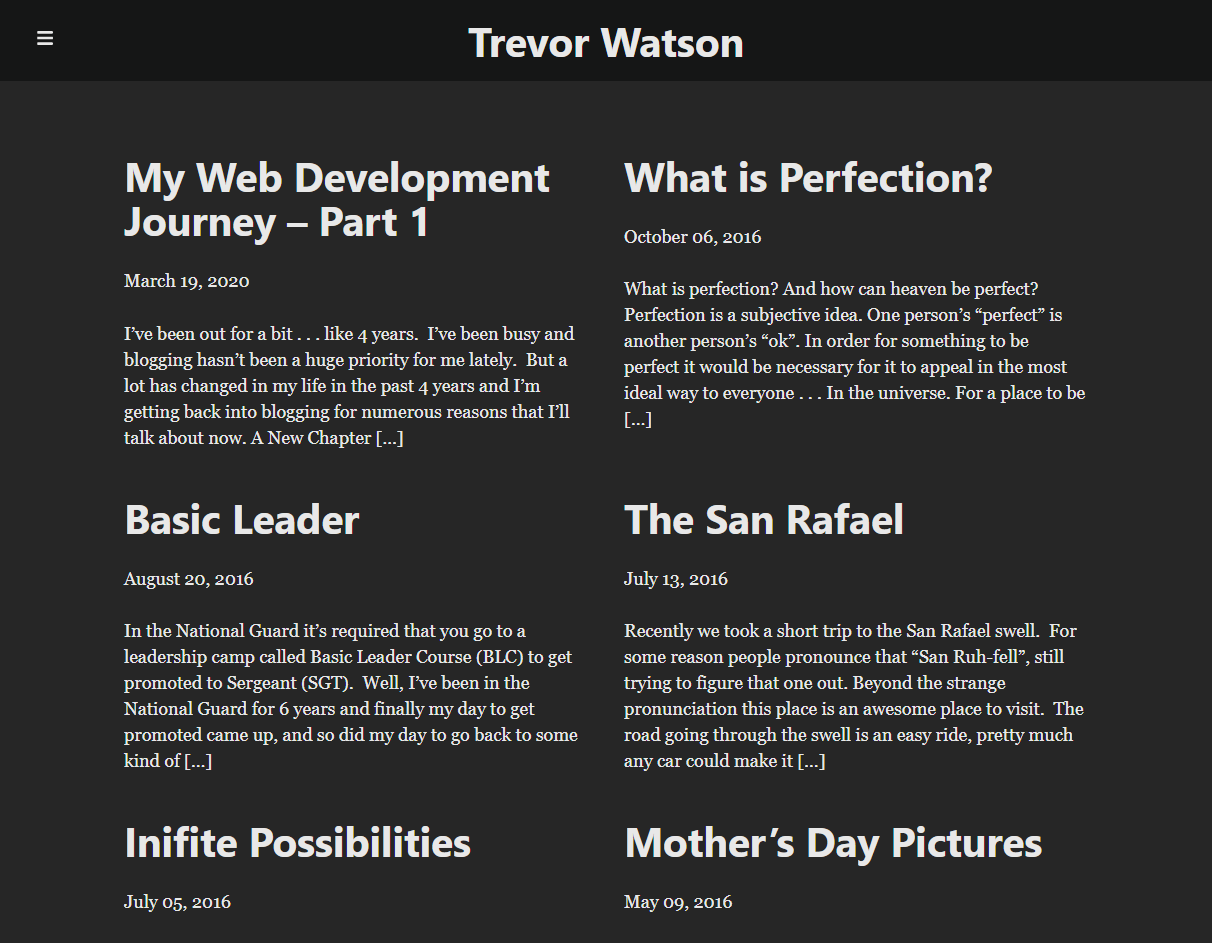 Trevor Watson
My Web Development
Journey – Part 1
March 19, 2020
I’ve been out for a bit . . . like 4 years.  I’ve been busy and
blogging hasn’t been a huge priority for me lately.  But a
lot has changed in my life in the past 4 years and I’m
getting back into blogging for numerous reasons that I’ll
talk about now. A New Chapter [...]
What is Perfection?
October 06, 2016
What is perfection? And how can heaven be perfect?
Perfection is a subjective idea. One person’s “perfect” is
another person’s “ok”. In order for something to be
perfect it would be necessary for it to appeal in the most
ideal way to everyone . . . In the universe. For a place to be
[...]
Basic Leader
August 20, 2016
In the National Guard it’s required that you go to a
leadership camp called Basic Leader Course (BLC) to get
promoted to Sergeant (SGT).  Well, I’ve been in the
National Guard for 6 years and finally my day to get
promoted came up, and so did my day to go back to some
kind of [...]
The San Rafael
July 13, 2016
Recently we took a short trip to the San Rafael swell.  For
some reason people pronounce that “San Ruh-fell”, still
trying to figure that one out. Beyond the strange
pronunciation this place is an awesome place to visit.  The
road going through the swell is an easy ride, pretty much
any car could make it [...]
Inifite Possibilities
July 05, 2016
Mother’s Day Pictures
May 09, 2016